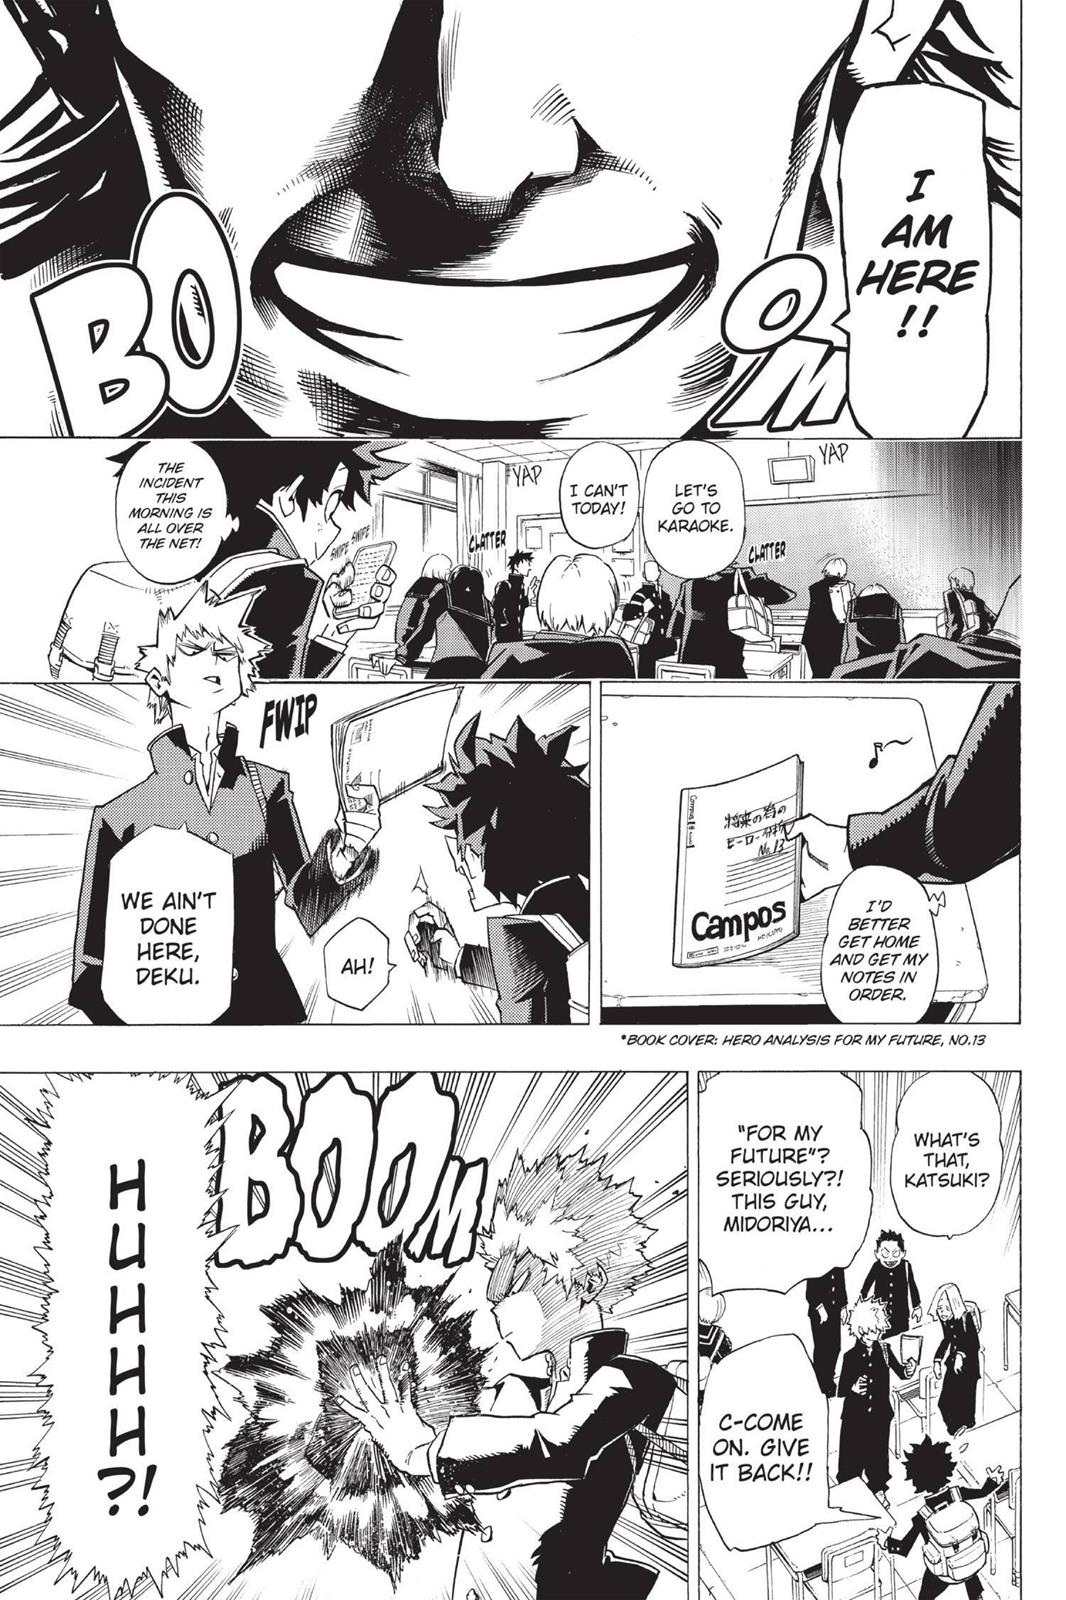 I
AM
HERE
!!
BOOM
YAP
YAP
LET'S
GO TO
KARAOKE.
I CAN'T
TODAY!
CLATTER
CLATTER
SWIPE SWIPE
THE
INCIDENT THIS
MORNING IS
ALL OVER
THE NET!
Campus
将来の為の
ヒーロー分析
No.13
Campos
I'D
BETTER
GET HOME
AND GET MY
NOTES IN
ORDER.
*BOOK COVER: HERO ANALYSIS FOR MY FUTURE, NO.13
FWIP
AH!
WE AIN'T
DONE
HERE,
DEKU.
WHAT'S
THAT,
KATSUKI?
"FOR MY
FUTURE"?
SERIOUSLY?!
THIS GUY,
MIDORIYA...
C-COME
ON. GIVE
IT BACK!!
BOOM
HUHHHH?!